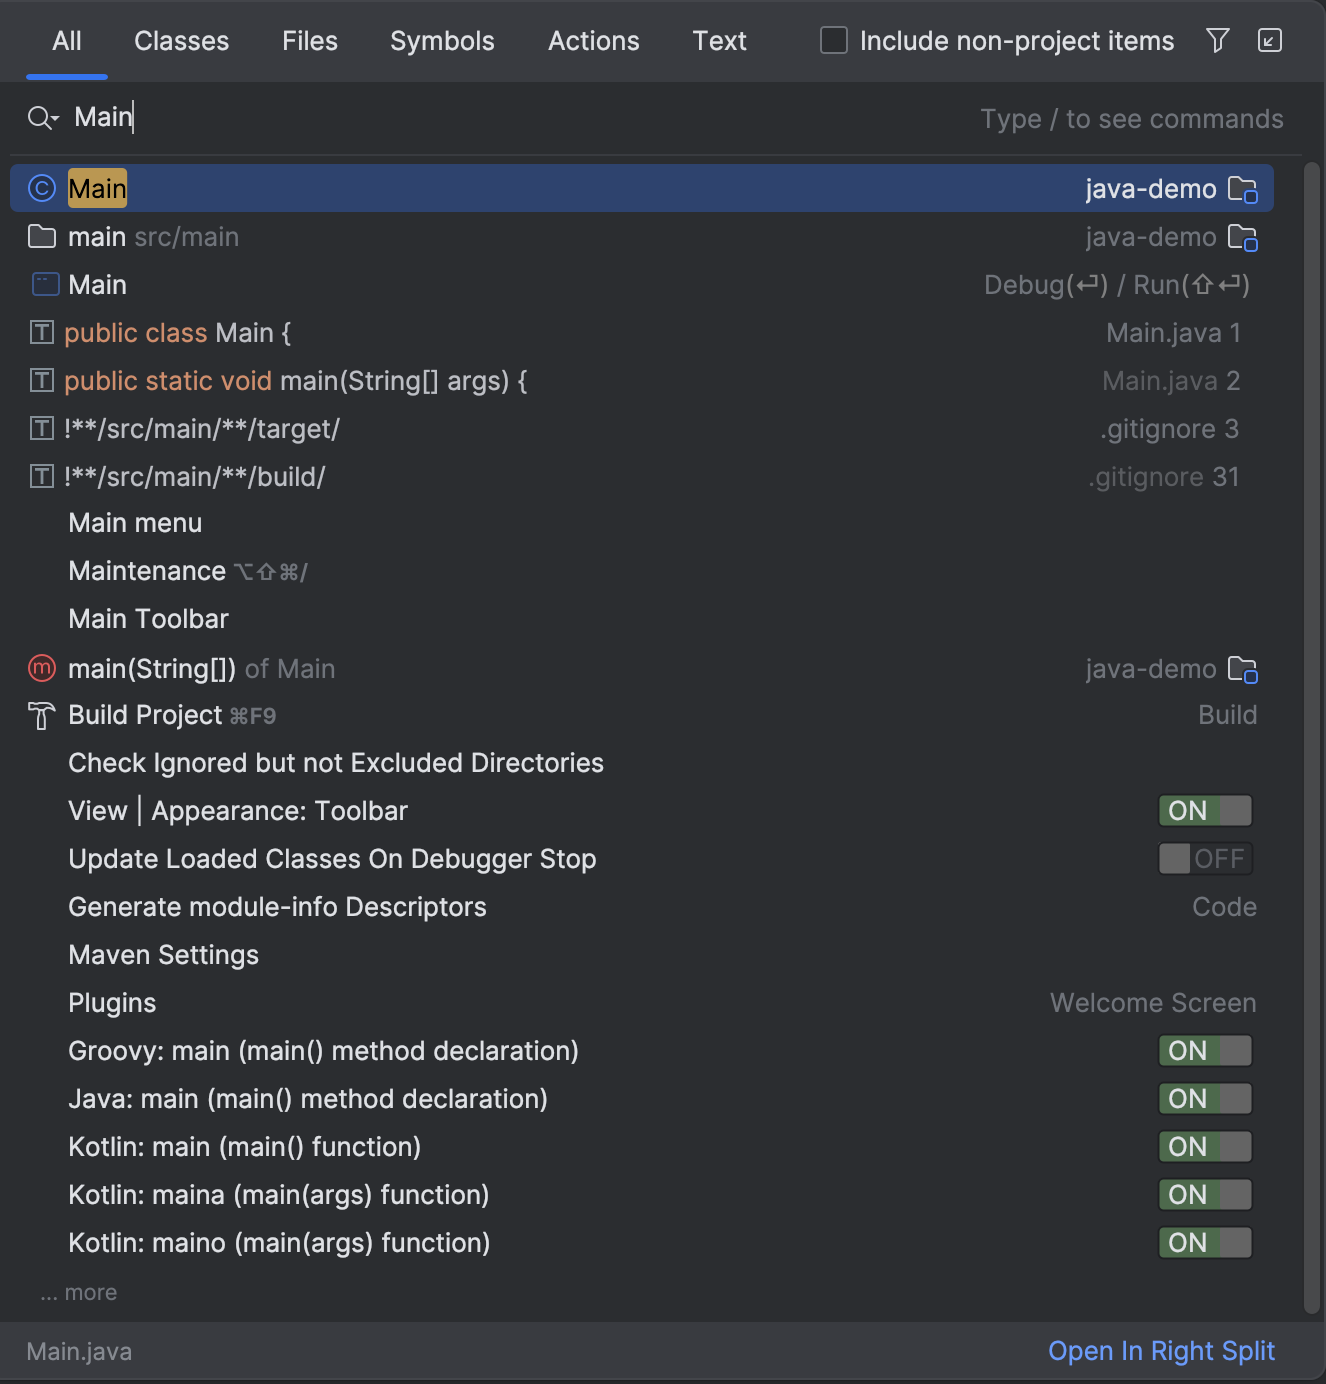 All Classes Files Symbols Actions Text Include non-project items
Main Type / to see commands
Main java-demo
main src/main java-demo
Main Debug(⏎) / Run(⇧⏎)
public class Main { Main.java 1
public static void main(String[] args) { Main.java 2
!**/src/main/**/target/ .gitignore 3
!**/src/main/**/build/ .gitignore 31
Main menu
Maintenance ⌥⇧⌘/
Main Toolbar
main(String[]) of Main java-demo
Build Project ⌘F9 Build
Check Ignored but not Excluded Directories
View | Appearance: Toolbar ON
Update Loaded Classes On Debugger Stop OFF
Generate module-info Descriptors Code
Maven Settings
Plugins Welcome Screen
Groovy: main (main() method declaration) ON
Java: main (main() method declaration) ON
Kotlin: main (main() function) ON
Kotlin: maina (main(args) function) ON
Kotlin: maino (main(args) function) ON
... more
Main.java Open In Right Split